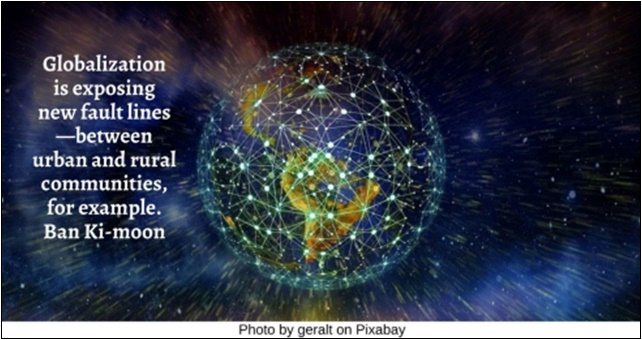 Globalization
is exposing
new fault lines
—between
urban and rural
communities,
for example.
Ban Ki-moon
Photo by geralt on Pixabay